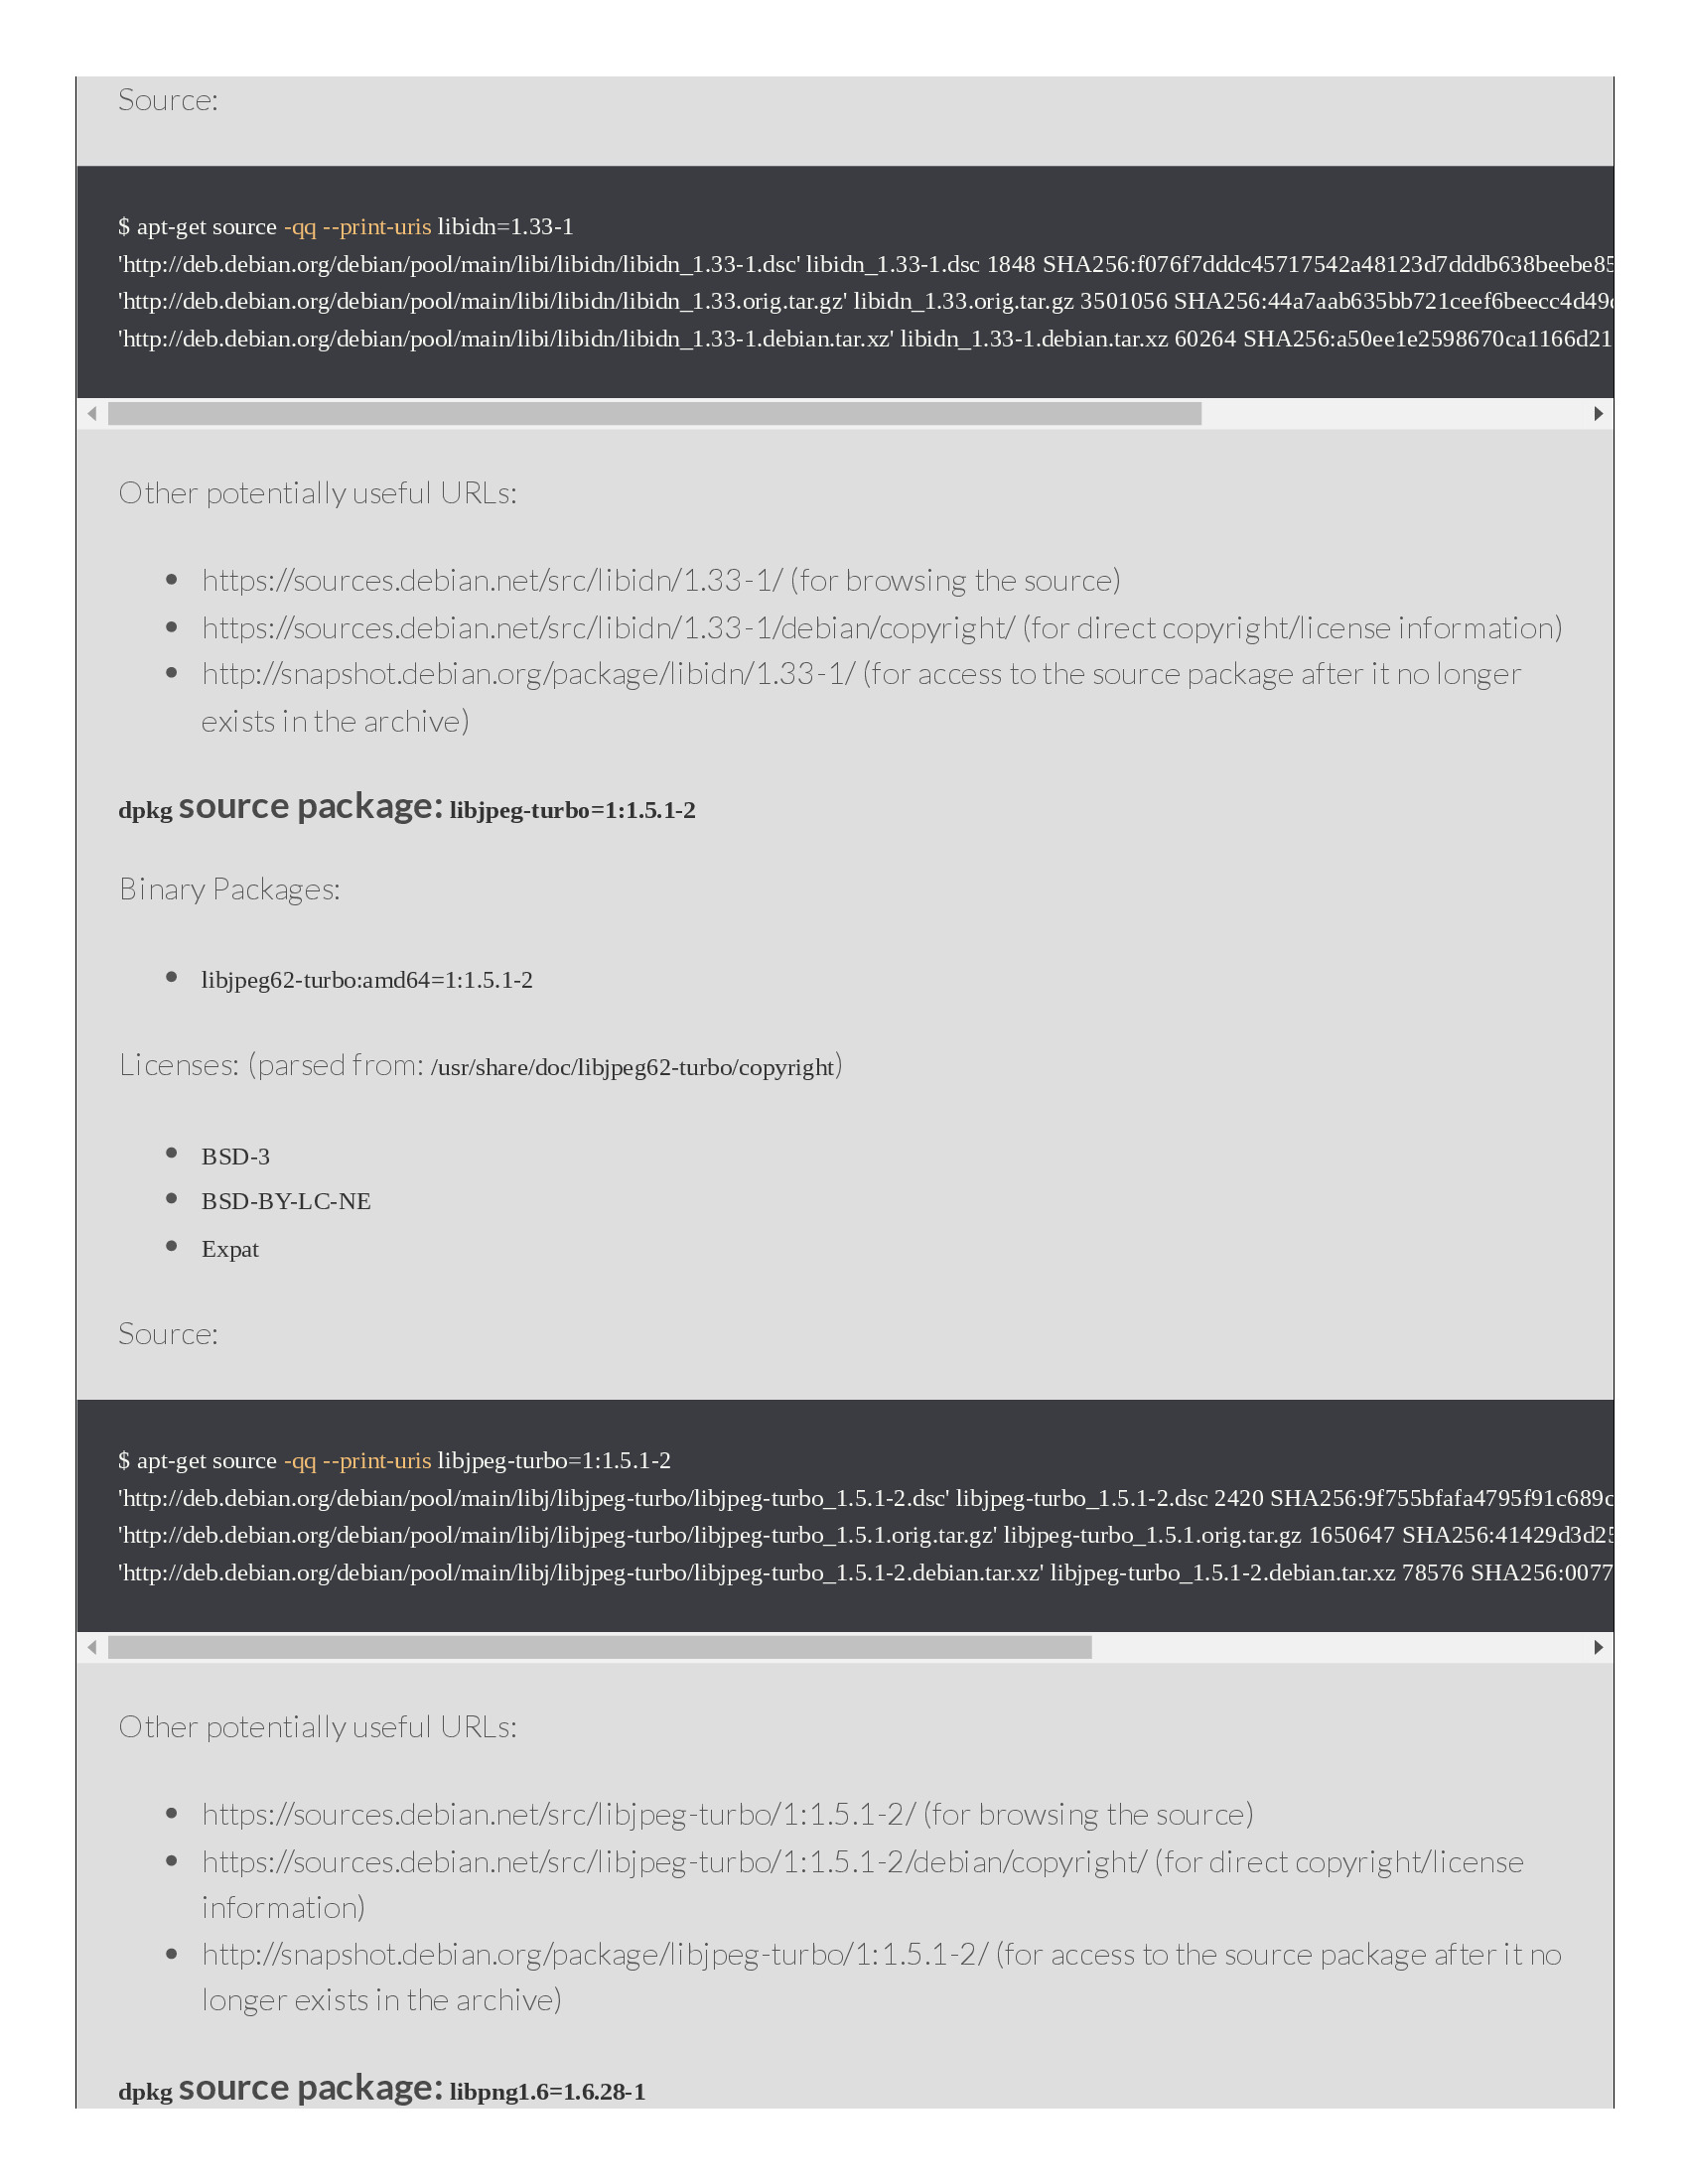 Source:
$ apt-get source -qq --print-uris libidn=1.33-1
'http://deb.debian.org/debian/pool/main/libi/libidn/libidn_1.33-1.dsc' libidn_1.33-1.dsc 1848 SHA256:f076f7dddc45717542a48123d7dddb638beebe85
'http://deb.debian.org/debian/pool/main/libi/libidn/libidn_1.33.orig.tar.gz' libidn_1.33.orig.tar.gz 3501056 SHA256:44a7aab635bb721ceef6beecc4d49d
'http://deb.debian.org/debian/pool/main/libi/libidn/libidn_1.33-1.debian.tar.xz' libidn_1.33-1.debian.tar.xz 60264 SHA256:a50ee1e2598670ca1166d21
Other potentially useful URLs:
• https://sources.debian.net/src/libidn/1.33-1/ (for browsing the source)
• https://sources.debian.net/src/libidn/1.33-1/debian/copyright/ (for direct copyright/license information)
• http://snapshot.debian.org/package/libidn/1.33-1/ (for access to the source package after it no longer
exists in the archive)
dpkg source package: libjpeg-turbo=1:1.5.1-2
Binary Packages:
• libjpeg62-turbo:amd64=1:1.5.1-2
Licenses: (parsed from: /usr/share/doc/libjpeg62-turbo/copyright)
• BSD-3
• BSD-BY-LC-NE
• Expat
Source:
$ apt-get source -qq --print-uris libjpeg-turbo=1:1.5.1-2
'http://deb.debian.org/debian/pool/main/libj/libjpeg-turbo/libjpeg-turbo_1.5.1-2.dsc' libjpeg-turbo_1.5.1-2.dsc 2420 SHA256:9f755bfafa4795f91c689c
'http://deb.debian.org/debian/pool/main/libj/libjpeg-turbo/libjpeg-turbo_1.5.1.orig.tar.gz' libjpeg-turbo_1.5.1.orig.tar.gz 1650647 SHA256:41429d3d25
'http://deb.debian.org/debian/pool/main/libj/libjpeg-turbo/libjpeg-turbo_1.5.1-2.debian.tar.xz' libjpeg-turbo_1.5.1-2.debian.tar.xz 78576 SHA256:0077
Other potentially useful URLs:
• https://sources.debian.net/src/libjpeg-turbo/1:1.5.1-2/ (for browsing the source)
• https://sources.debian.net/src/libjpeg-turbo/1:1.5.1-2/debian/copyright/ (for direct copyright/license
information)
• http://snapshot.debian.org/package/libjpeg-turbo/1:1.5.1-2/ (for access to the source package after it no
longer exists in the archive)
dpkg source package: libpng1.6=1.6.28-1